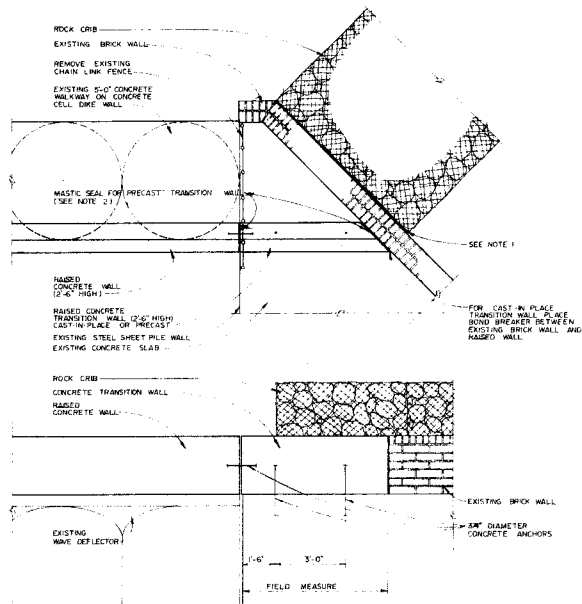 ROCK CRIB
EXISTING BRICK WALL
REMOVE EXISTING
CHAIN LINK FENCE
EXISTING 5'-0" CONCRETE
WALKWAY ON CONCRETE
CELL DIKE WALL
MASTIC SEAL FOR PRECAST TRANSITION WALL
(SEE NOTE 2)
SEE NOTE 1
RAISED
CONCRETE WALL
(2'-6" HIGH)
RAISED CONCRETE
TRANSITION WALL (2'-6" HIGH)
CAST-IN-PLACE OR PRECAST
EXISTING STEEL SHEET PILE WALL
EXISTING CONCRETE SLAB
FOR CAST-IN PLACE
TRANSITION WALL PLACE
BOND BREAKER BETWEEN
EXISTING BRICK WALL AND
RAISED WALL
ROCK CRIB
CONCRETE TRANSITION WALL
RAISED
CONCRETE WALL
EXISTING BRICK WALL
3/4" DIAMETER
CONCRETE ANCHORS
EXISTING
WAVE DEFLECTOR
1'-6"
3'-0"
FIELD MEASURE